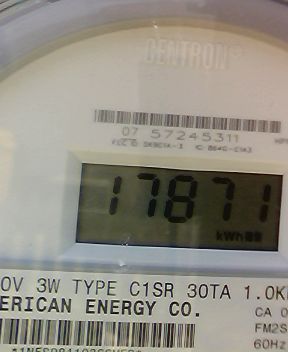 CENTRON®
07 57245311
17871
kWh
0V 3W TYPE C1SR 30TA 1.0K
ERICAN ENERGY CO.
CA 0
FM2S
60Hz